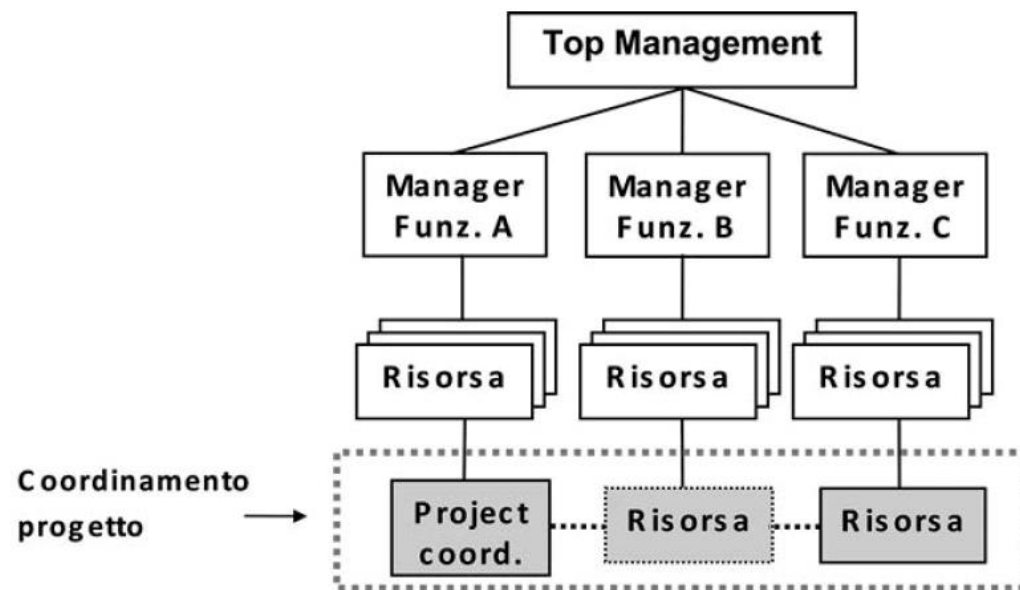 Top Management
Manager
Funz. A
Manager
Funz. B
Manager
Funz. C
Risorsa
Risorsa
Risorsa
Coordinamento
progetto
Project
coord.
Risorsa
Risorsa